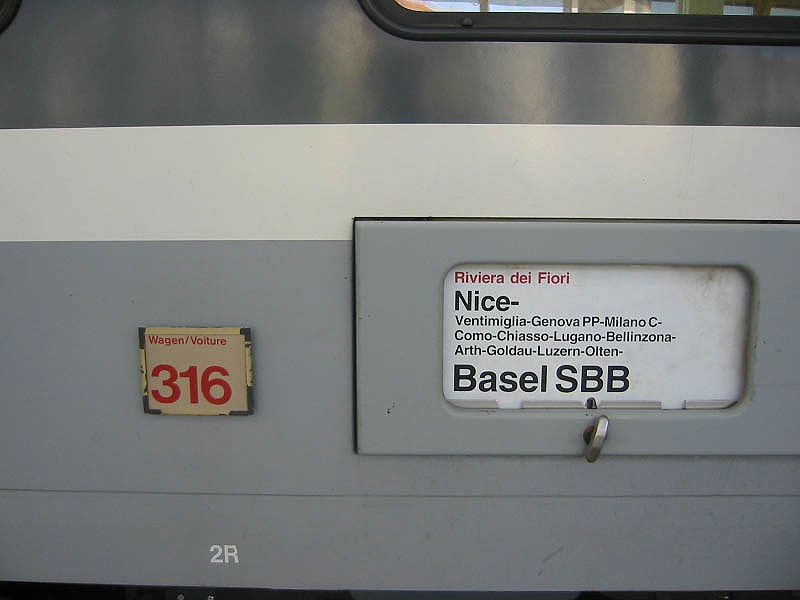 Wagen/Voiture
316
Riviera dei Fiori
Nice-
Ventimiglia-Genova PP-Milano C-
Como-Chiasso-Lugano-Bellinzona-
Arth-Goldau-Luzern-Olten-
Basel SBB
2R